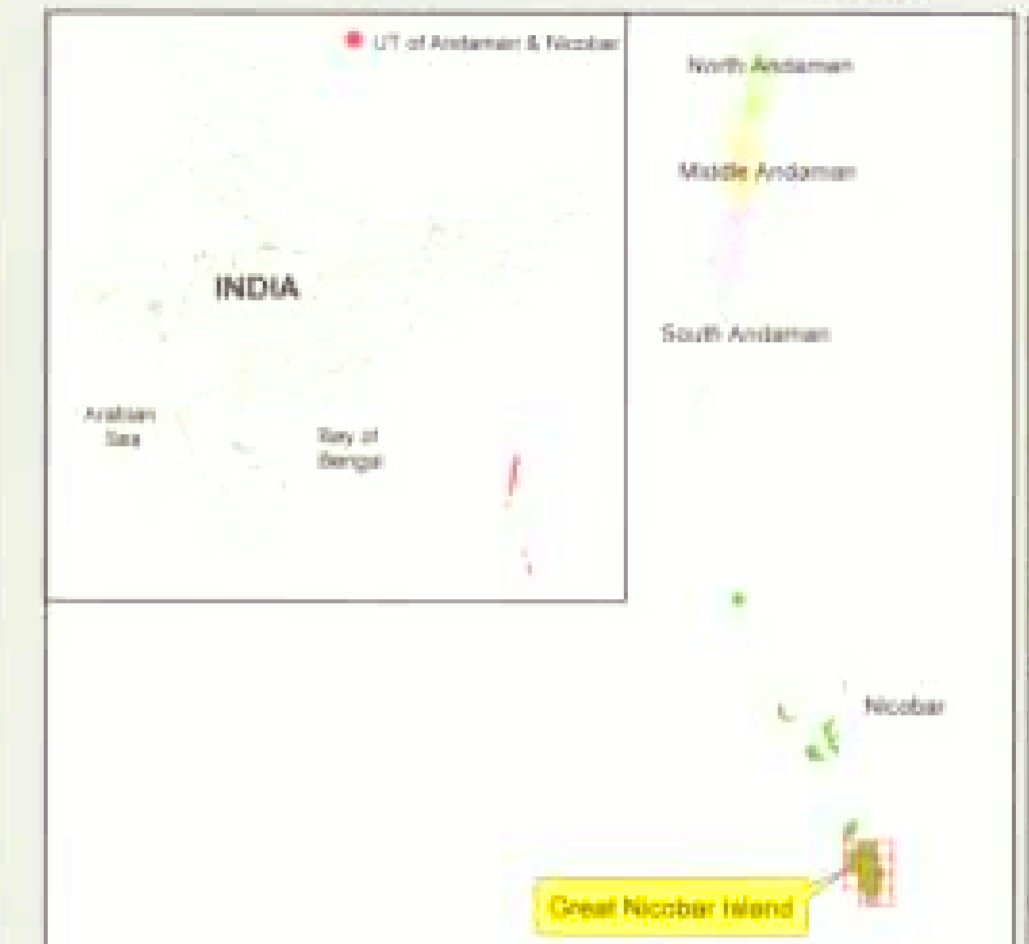 UT of Andaman & Nicobar
North Andaman
Middle Andaman
INDIA
South Andaman
Arabian
Sea
Bay of
Bengal
Nicobar
Great Nicobar Island